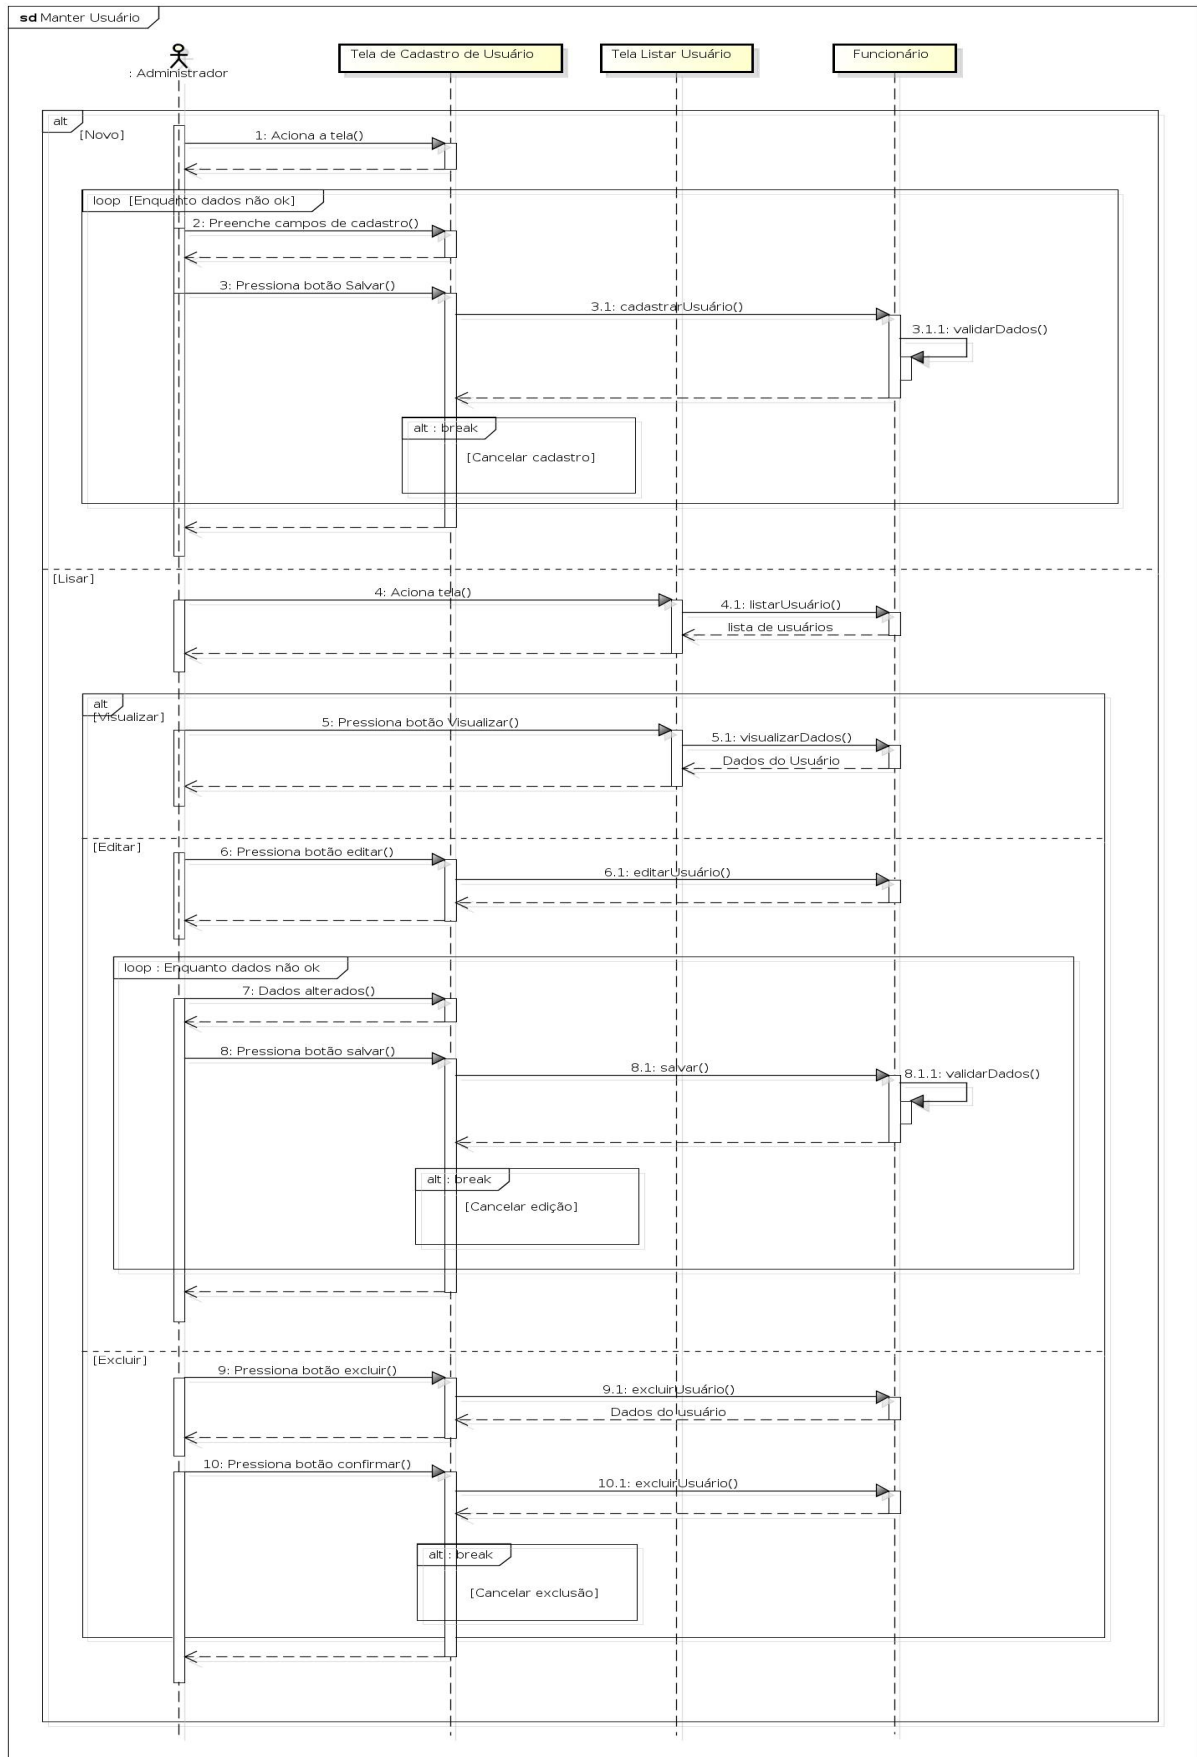 sd Manter Usuário
: Administrador
Tela de Cadastro de Usuário
Tela Listar Usuário
Funcionário
alt
[Novo]
1: Aciona a tela()
loop [Enquanto dados não ok]
2: Preenche campos de cadastro()
3: Pressiona botão Salvar()
3.1: cadastrarUsuário()
3.1.1: validarDados()
alt : break
[Cancelar cadastro]
[Lisar]
4: Aciona tela()
4.1: listarUsuário()
lista de usuários
alt
[Visualizar]
5: Pressiona botão Visualizar()
5.1: visualizarDados()
Dados do Usuário
[Editar]
6: Pressiona botão editar()
6.1: editarUsuário()
loop : Enquanto dados não ok
7: Dados alterados()
8: Pressiona botão salvar()
8.1: salvar()
8.1.1: validarDados()
alt : break
[Cancelar edição]
[Excluir]
9: Pressiona botão excluir()
9.1: excluirUsuário()
Dados do usuário
10: Pressiona botão confirmar()
10.1: excluirUsuário()
alt : break
[Cancelar exclusão]